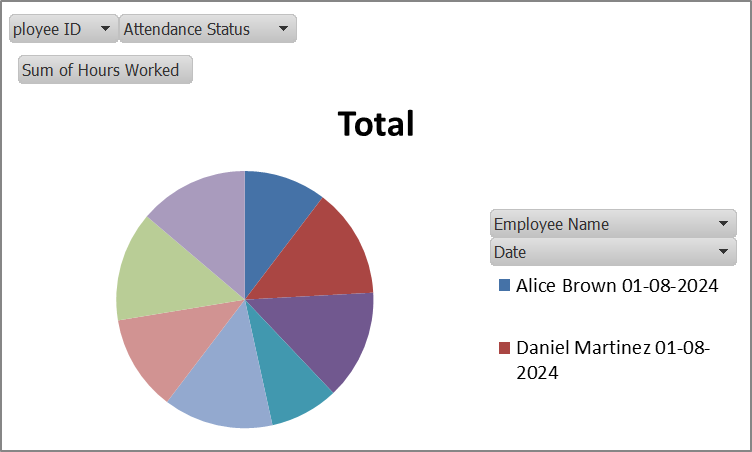 ployee ID
Attendance Status
Sum of Hours Worked
Total
Employee Name
Date
Alice Brown 01-08-2024
Daniel Martinez 01-08-
2024